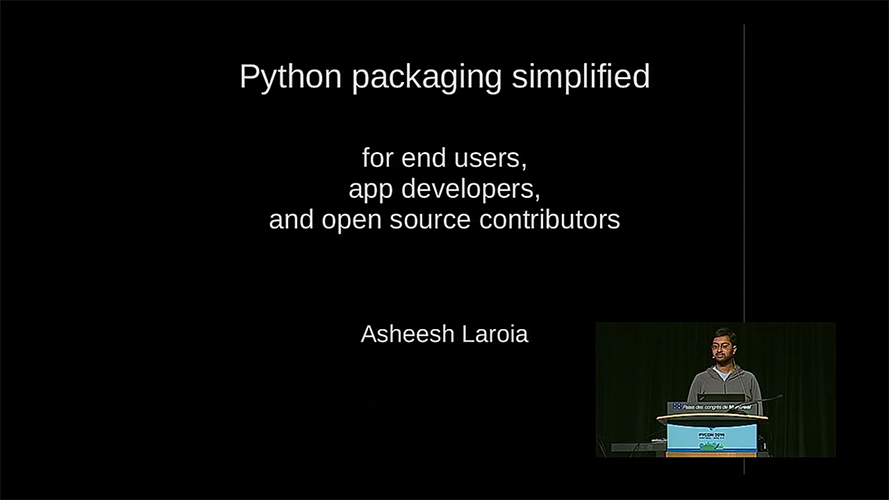 Python packaging simplified
for end users,
app developers,
and open source contributors
Asheesh Laroia
Palais des congrès de Montréal
PYCON